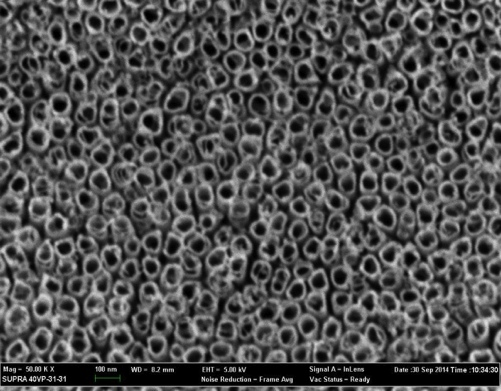 Mag = 50.00 K X 100 nm WD = 8.2 mm EHT = 5.00 kV Signal A = InLens Date :30 Sep 2014 Time :10:34:30
SUPRA 40VP-31-31 Noise Reduction = Frame Avg Vac Status = Ready